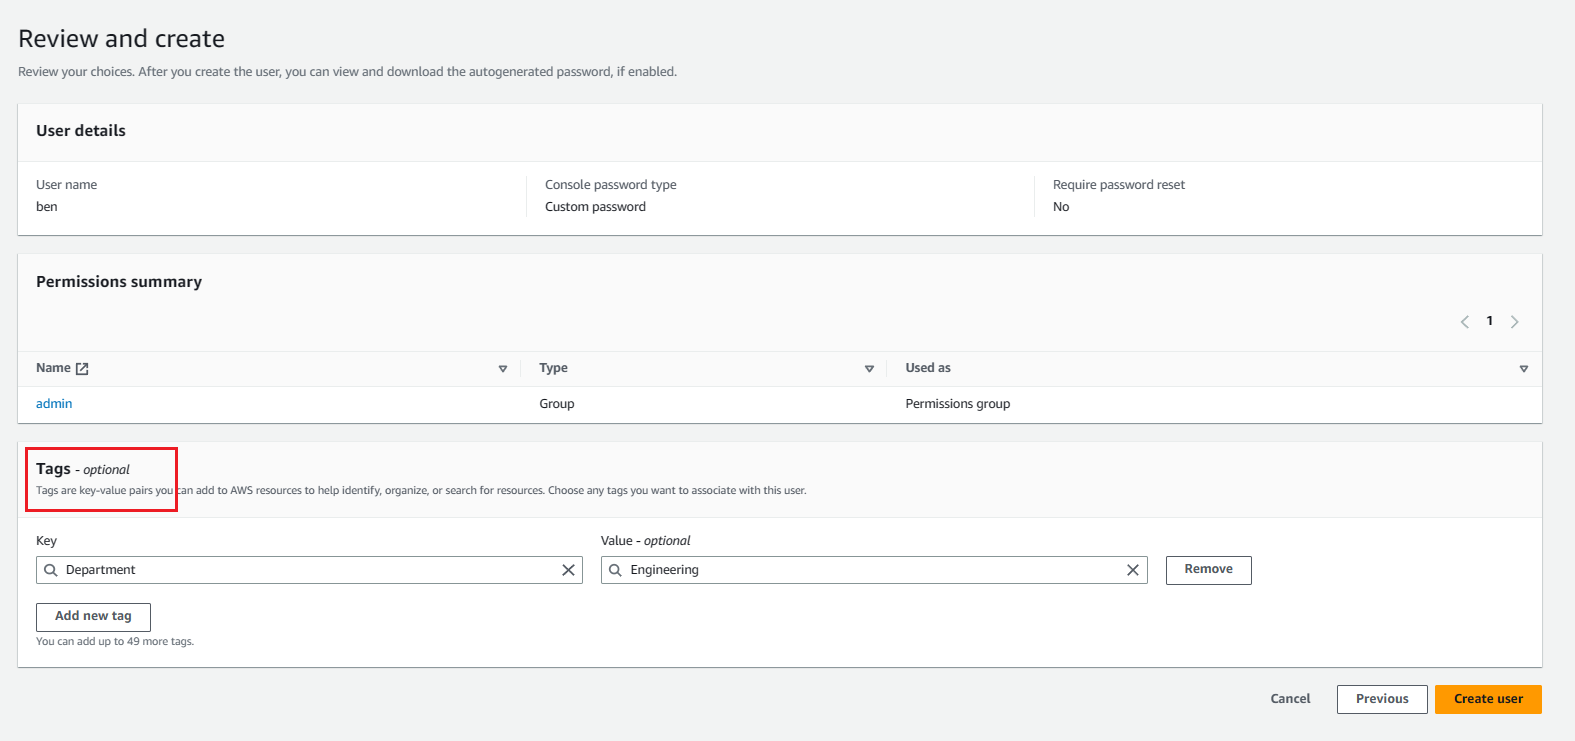 Review and create
Review your choices. After you create the user, you can view and download the autogenerated password, if enabled.
User details
User name
ben
Console password type
Custom password
Require password reset
No
Permissions summary
1
Name Type Used as
admin Group Permissions group
Tags - optional
Tags are key-value pairs you can add to AWS resources to help identify, organize, or search for resources. Choose any tags you want to associate with this user.
Key Value - optional
Department Engineering Remove
Add new tag
You can add up to 49 more tags.
Cancel Previous Create user